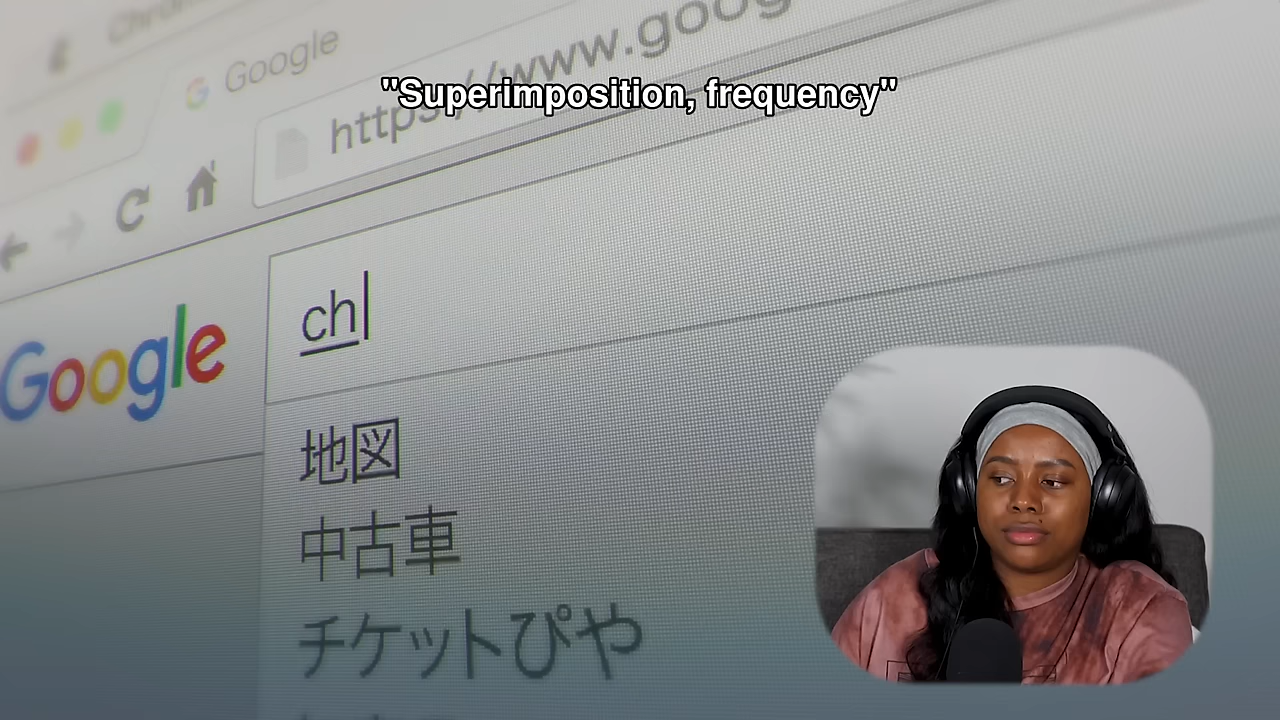 Google
https://www.goog
"Superimposition, frequency"
Google
ch
地図
中古車
チケットぴや